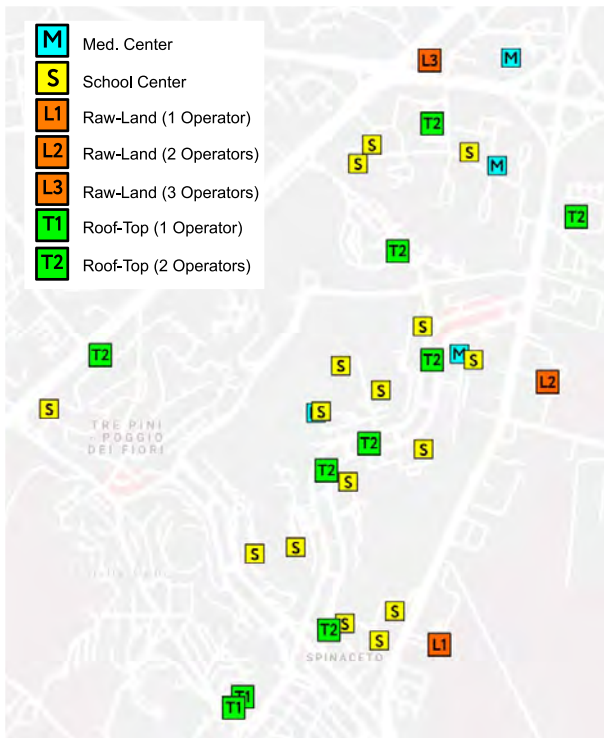 M Med. Center
S School Center
L1 Raw-Land (1 Operator)
L2 Raw-Land (2 Operators)
L3 Raw-Land (3 Operators)
T1 Roof-Top (1 Operator)
T2 Roof-Top (2 Operators)
L3
M
T2
S
S
S
M
T2
T2
S
T2
T2
M
S
S
L2
S
S
S
TRE PINI
- POGGIO
DEI FIORI
T2
S
T2
S
S
S
S
T2
S
S
L1
SPINACETO
T1
T1